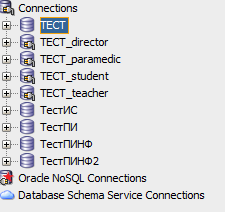 Connections
ТЕСТ
ТЕСТ_director
ТЕСТ_paramedic
ТЕСТ_student
ТЕСТ_teacher
ТестИС
ТестПИ
ТестПИНФ
ТестПИНФ2
Oracle NoSQL Connections
Database Schema Service Connections